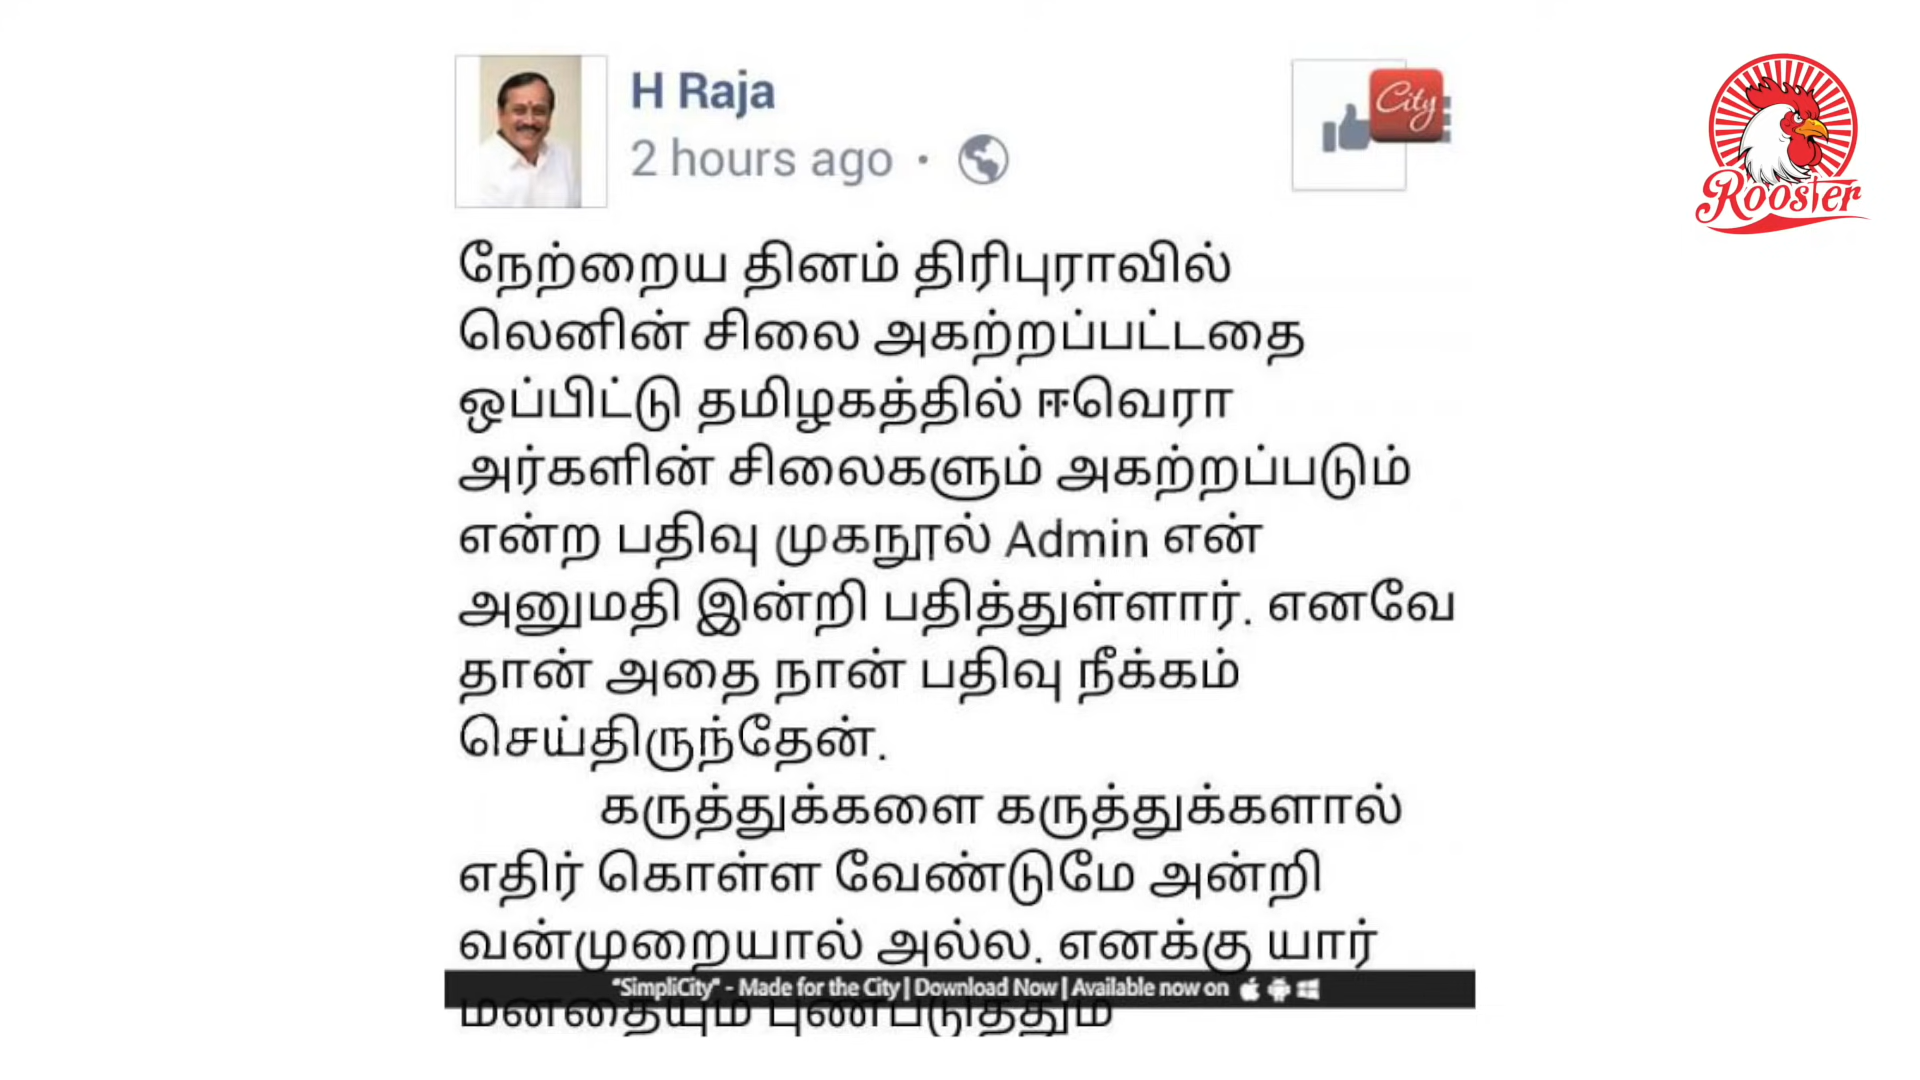 H Raja
2 hours ago ·
City
Rooster
நேற்றைய தினம் திரிபுராவில்
லெனின் சிலை அகற்றப்பட்டதை
ஒப்பிட்டு தமிழகத்தில் ஈவெரா
அர்களின் சிலைகளும் அகற்றப்படும்
என்ற பதிவு முகநூல் Admin என்
அனுமதி இன்றி பதித்துள்ளார். எனவே
தான் அதை நான் பதிவு நீக்கம்
செய்திருந்தேன்.
கருத்துக்களை கருத்துக்களால்
எதிர் கொள்ள வேண்டுமே அன்றி
வன்முறையால் அல்ல. எனக்கு யார்
"SimpliCity" - Made for the City | Download Now | Available now on
மனதையும் புண்படுத்தும்